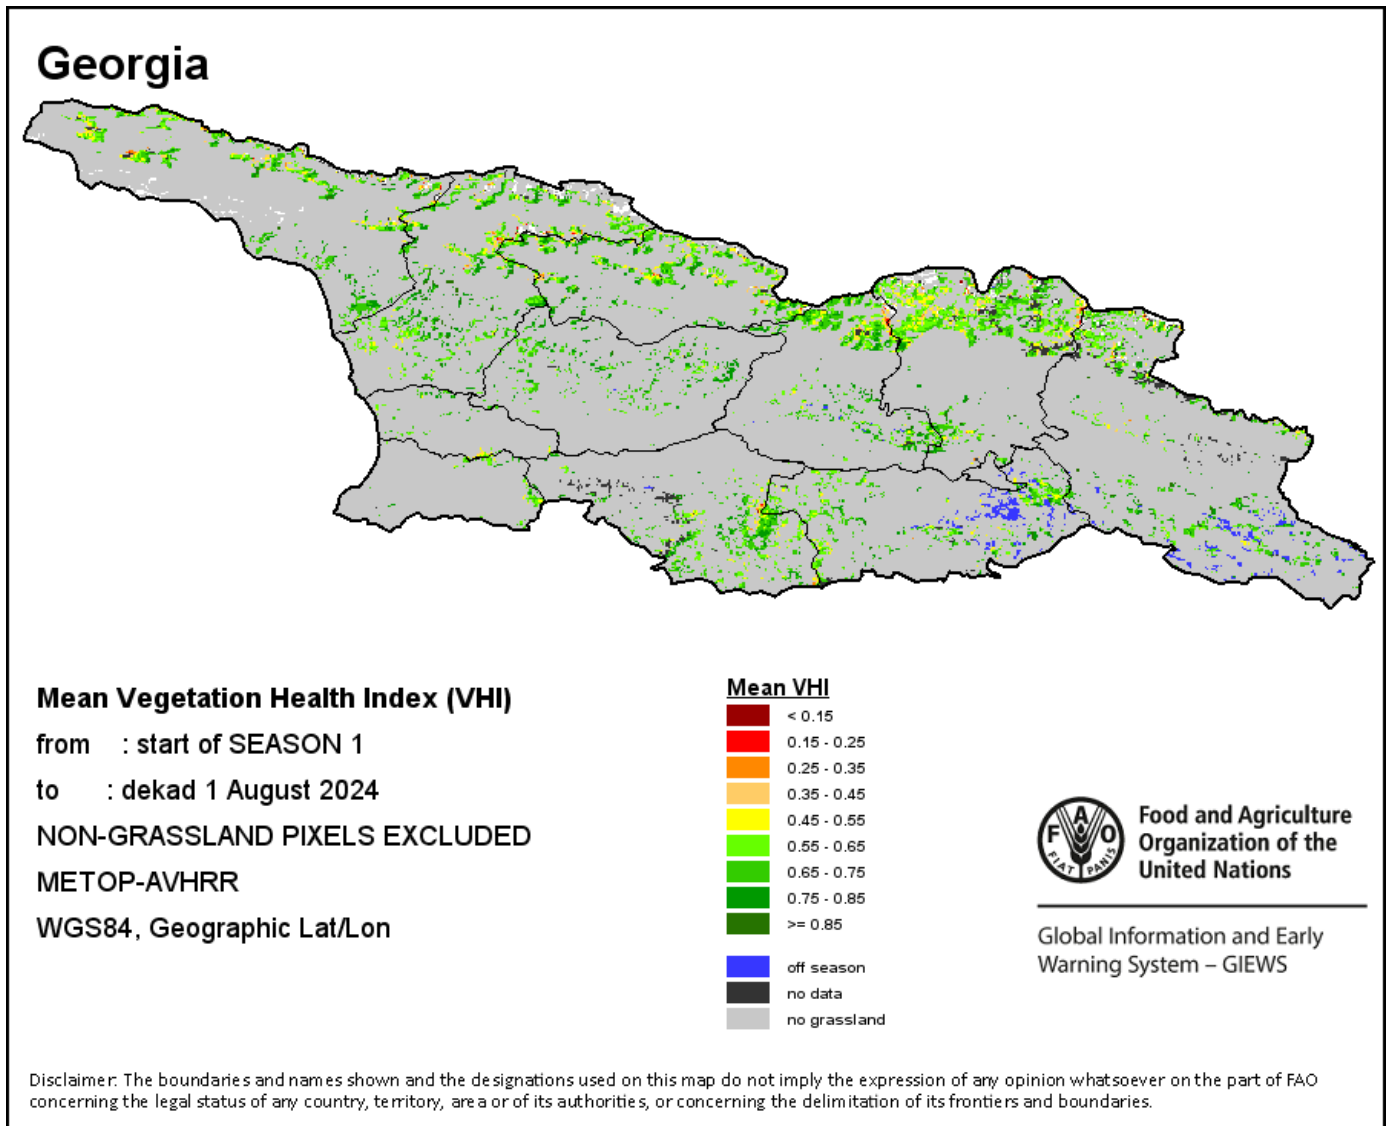 Georgia
Mean Vegetation Health Index (VHI)
from : start of SEASON 1
to : dekad 1 August 2024
NON-GRASSLAND PIXELS EXCLUDED
METOP-AVHRR
WGS84, Geographic Lat/Lon
Mean VHI
< 0.15
0.15 - 0.25
0.25 - 0.35
0.35 - 0.45
0.45 - 0.55
0.55 - 0.65
0.65 - 0.75
0.75 - 0.85
>= 0.85
off season
no data
no grassland
F A O
FIAT PANIS
Food and Agriculture
Organization of the
United Nations
Global Information and Early
Warning System – GIEWS
Disclaimer: The boundaries and names shown and the designations used on this map do not imply the expression of any opinion whatsoever on the part of FAO
concerning the legal status of any country, territory, area or of its authorities, or concerning the delimitation of its frontiers and boundaries.